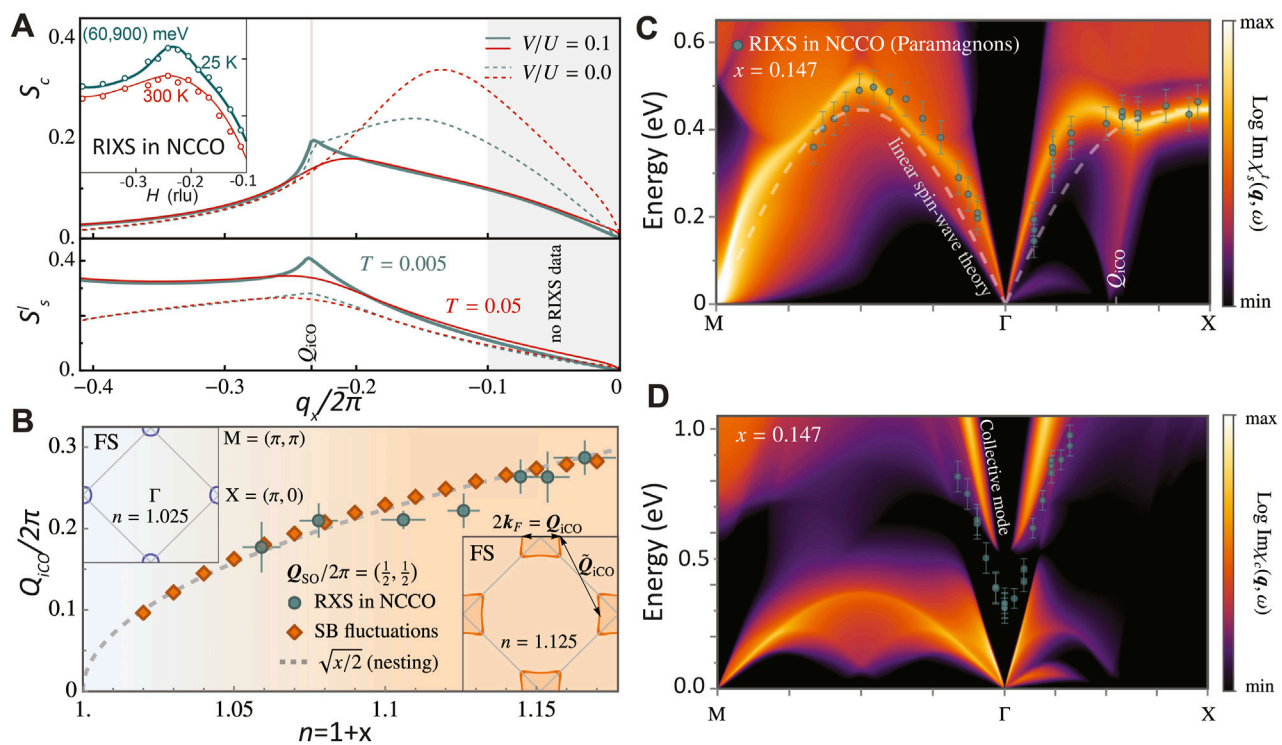 A
0.4
S_c
0.2
0.
(60,900) meV
25 K
300 K
RIXS in NCCO
-0.3
-0.2
-0.1
H (rlu)
V/U = 0.1
V/U = 0.0
0.4
S_s^l
0.2
0.
T = 0.005
T = 0.05
Q_iCO
no RIXS data
−0.4
−0.3
−0.2
−0.1
0
q_x/2π
B
0.3
0.2
0.1
0
Q_iCO/2π
FS
Γ
n = 1.025
M = (π, π)
X = (π, 0)
Q_SO/2π = (1/2, 1/2)
RXS in NCCO
SB fluctuations
√x/2 (nesting)
2k_F = Q_iCO
FS
Q̃_iCO
n = 1.125
1.
1.05
1.1
1.15
n=1+x
C
0.6
0.4
0.2
0
Energy (eV)
RIXS in NCCO (Paramagnons)
x = 0.147
linear spin-wave theory
Q_iCO
M
Γ
X
max
Log Im χ_s^l(q, ω)
min
D
1.0
0.5
0.0
Energy (eV)
x = 0.147
Collective mode
M
Γ
X
max
Log Im χ_c(q, ω)
min